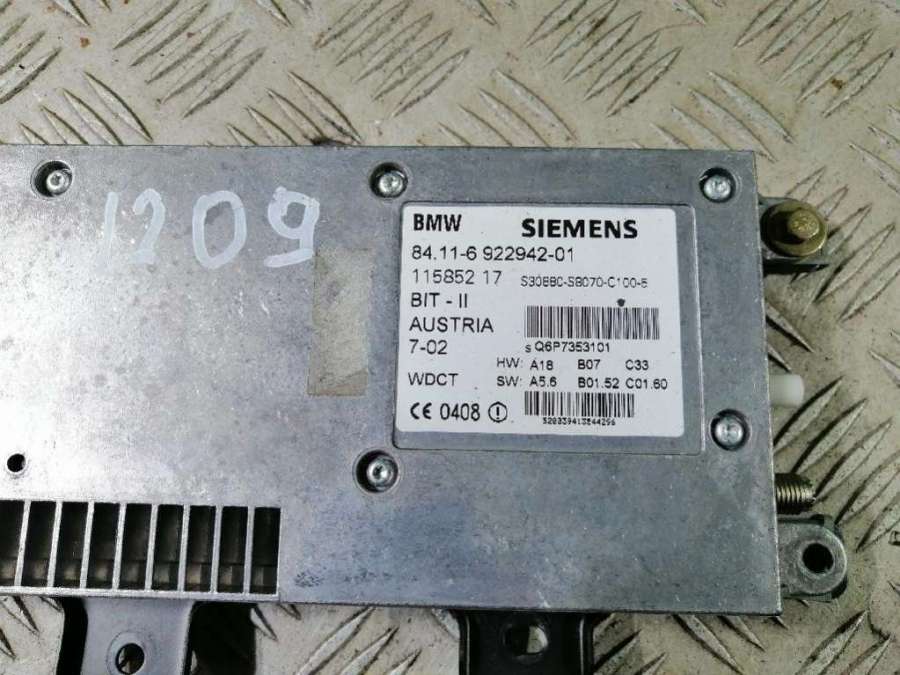 1209
BMW SIEMENS
84.11-6 922942-01
115852 17 S30880-S8070-C100-6
BIT - II
AUSTRIA
7-02 S Q6P7353101
HW: A18 B07 C33
WDCT SW: A5.6 B01.52 C01.60
CE 0408